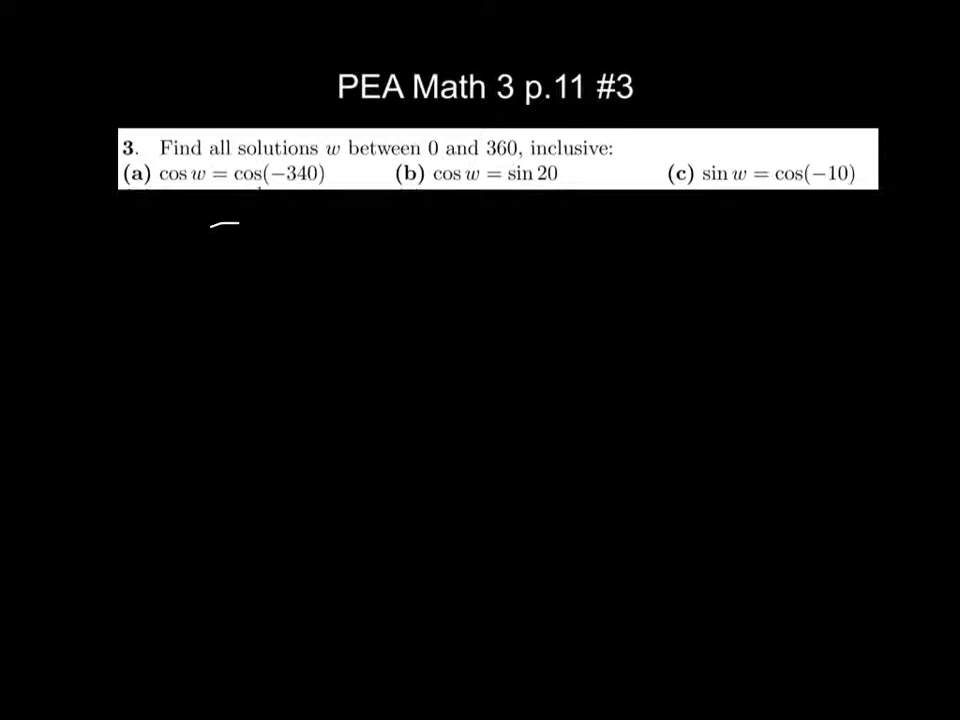 PEA Math 3 p.11 #3
3. Find all solutions w between 0 and 360, inclusive:
(a) cos w = cos(−340) (b) cos w = sin 20 (c) sin w = cos(−10)